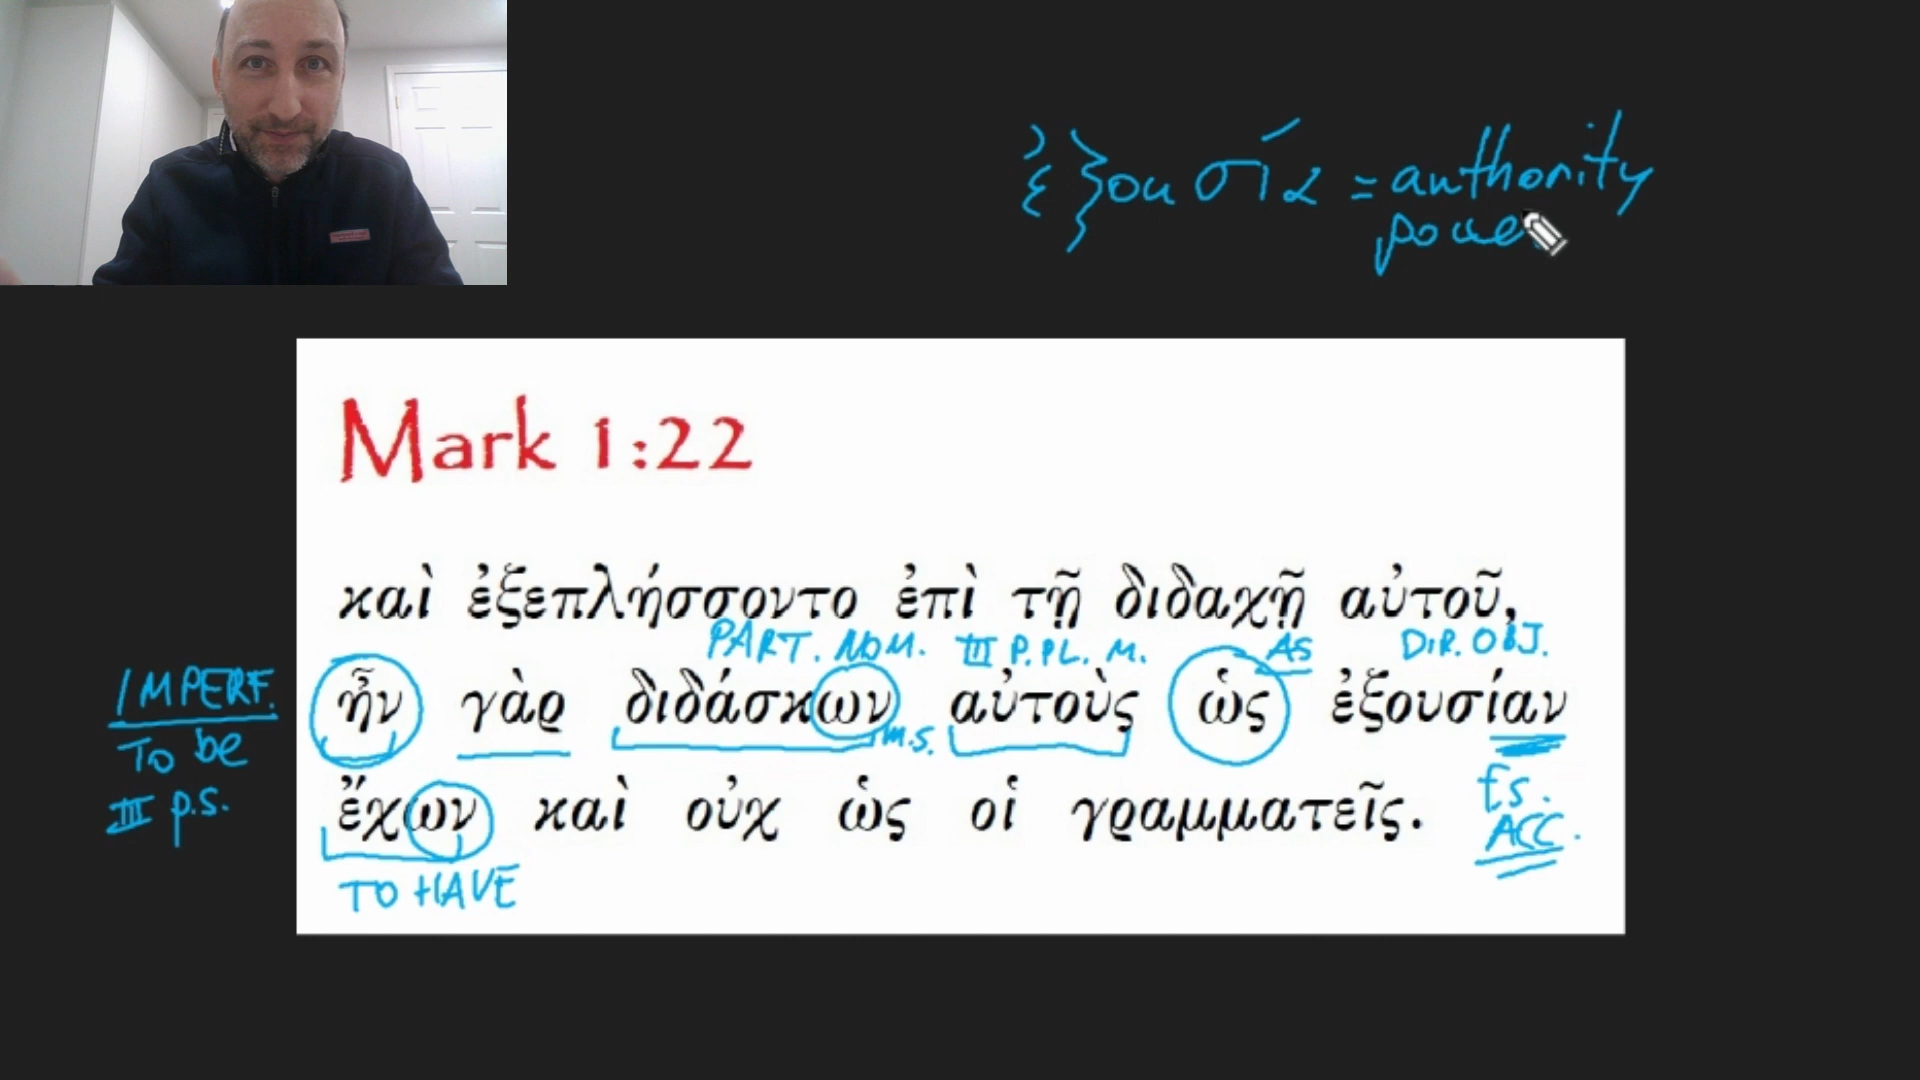 ἐξουσία = authority
powe
Mark 1:22
καὶ ἐξεπλήσσοντο ἐπὶ τῇ διδαχῇ αὐτοῦ,
PART. NOM. III P.PL. M. AS DIR. OBJ.
IMPERF. ἦν γὰρ διδάσκων αὐτοὺς ὡς ἐξουσίαν
m.s.
To be
III p.s. ἔχων καὶ οὐχ ὡς οἱ γραμματεῖς.
fs.
ACC.
TO HAVE